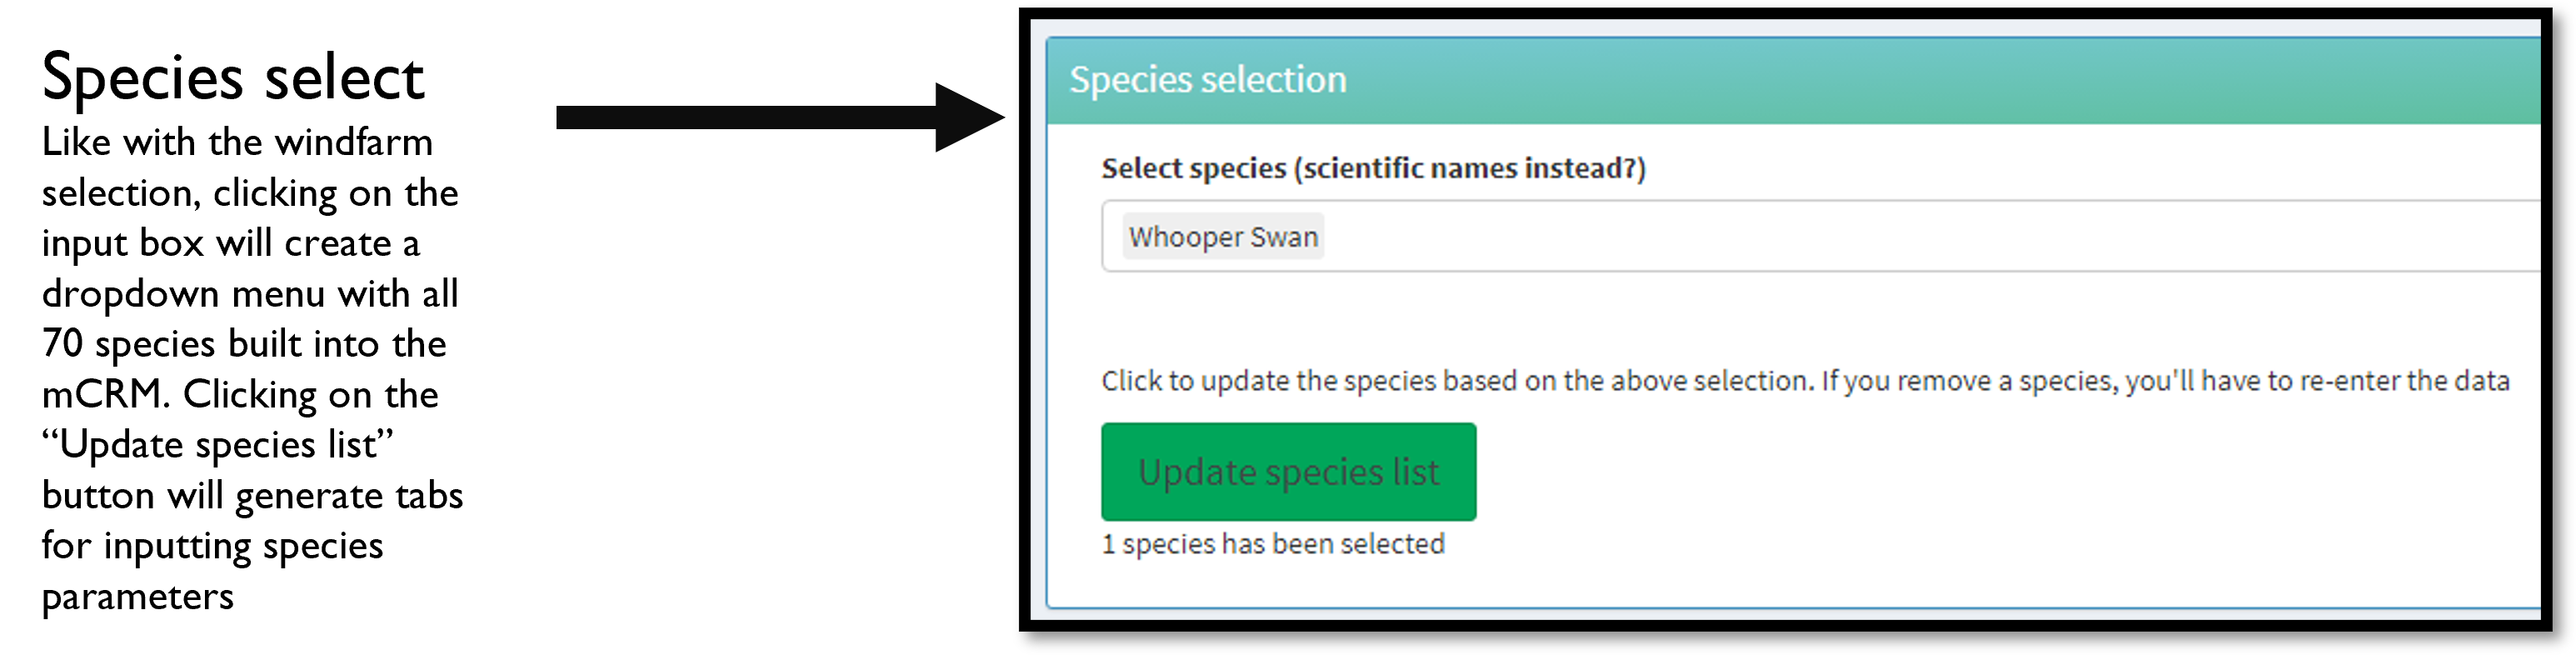 Species select
Like with the windfarm
selection, clicking on the
input box will create a
dropdown menu with all
70 species built into the
mCRM. Clicking on the
“Update species list”
button will generate tabs
for inputting species
parameters
Species selection
Select species (scientific names instead?)
Whooper Swan
Click to update the species based on the above selection. If you remove a species, you'll have to re-enter the data
Update species list
1 species has been selected